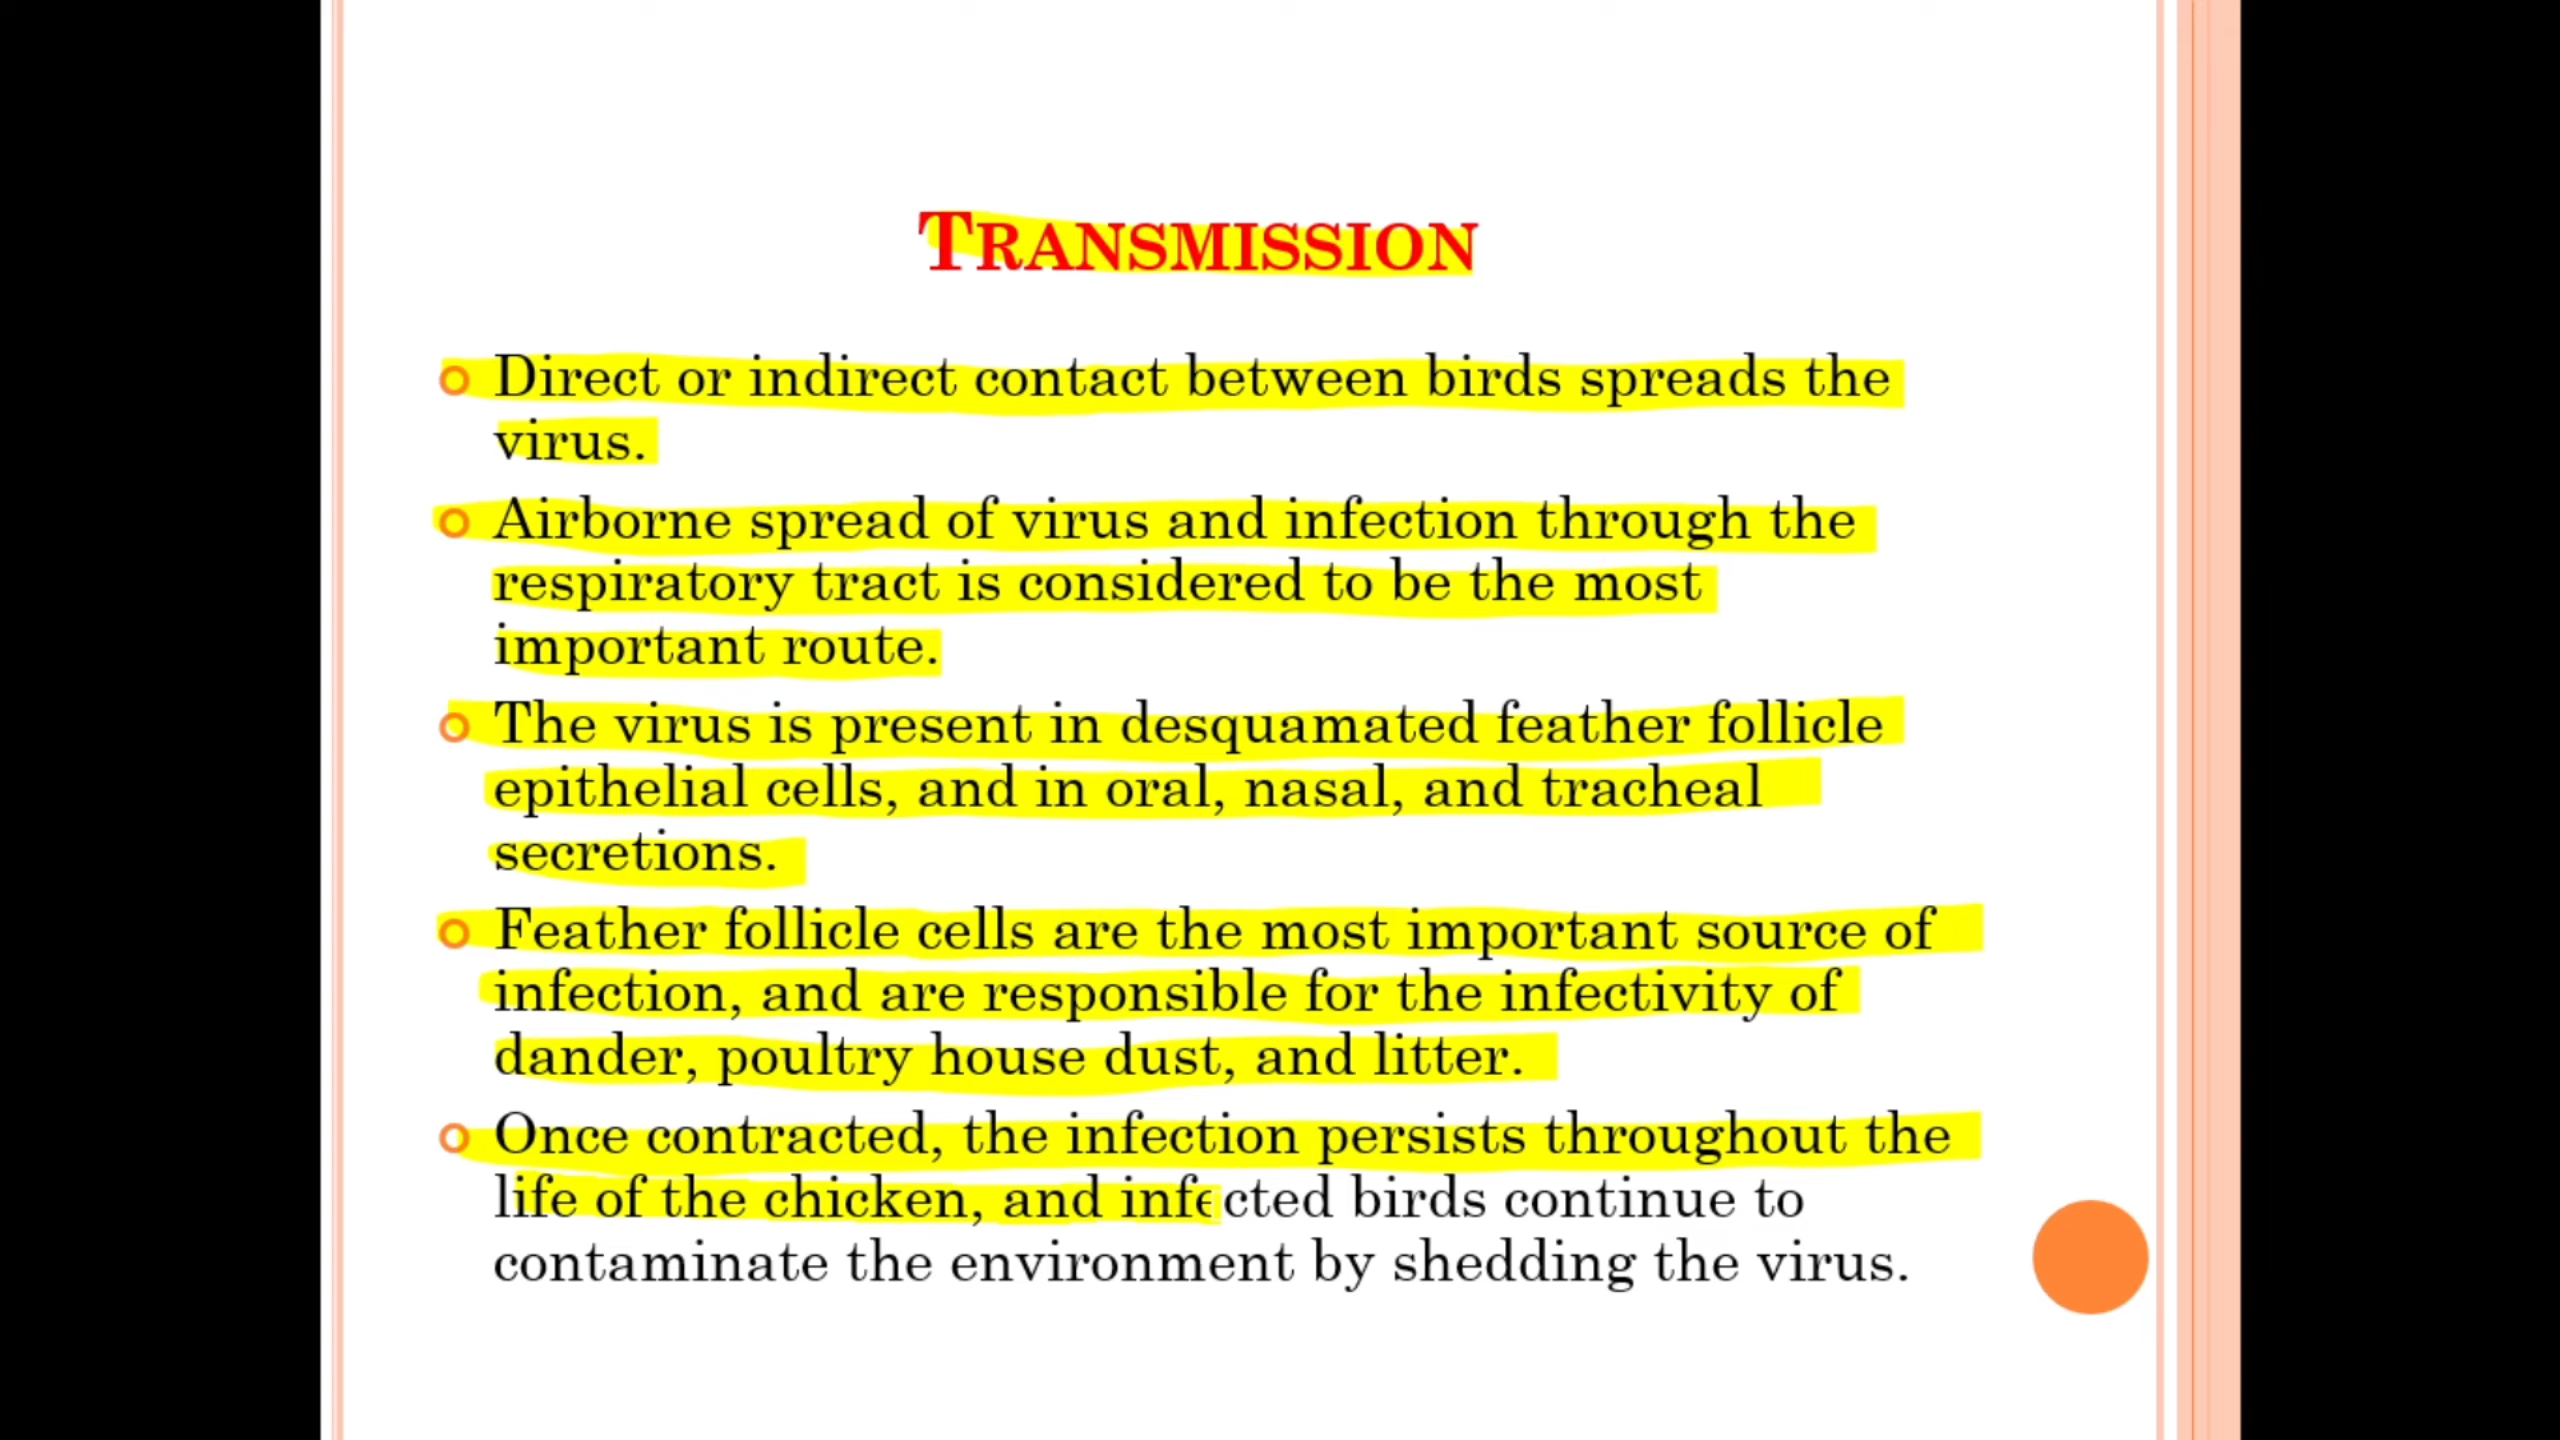 TRANSMISSION
Direct or indirect contact between birds spreads the
virus.
Airborne spread of virus and infection through the
respiratory tract is considered to be the most
important route.
The virus is present in desquamated feather follicle
epithelial cells, and in oral, nasal, and tracheal
secretions.
Feather follicle cells are the most important source of
infection, and are responsible for the infectivity of
dander, poultry house dust, and litter.
Once contracted, the infection persists throughout the
life of the chicken, and infected birds continue to
contaminate the environment by shedding the virus.